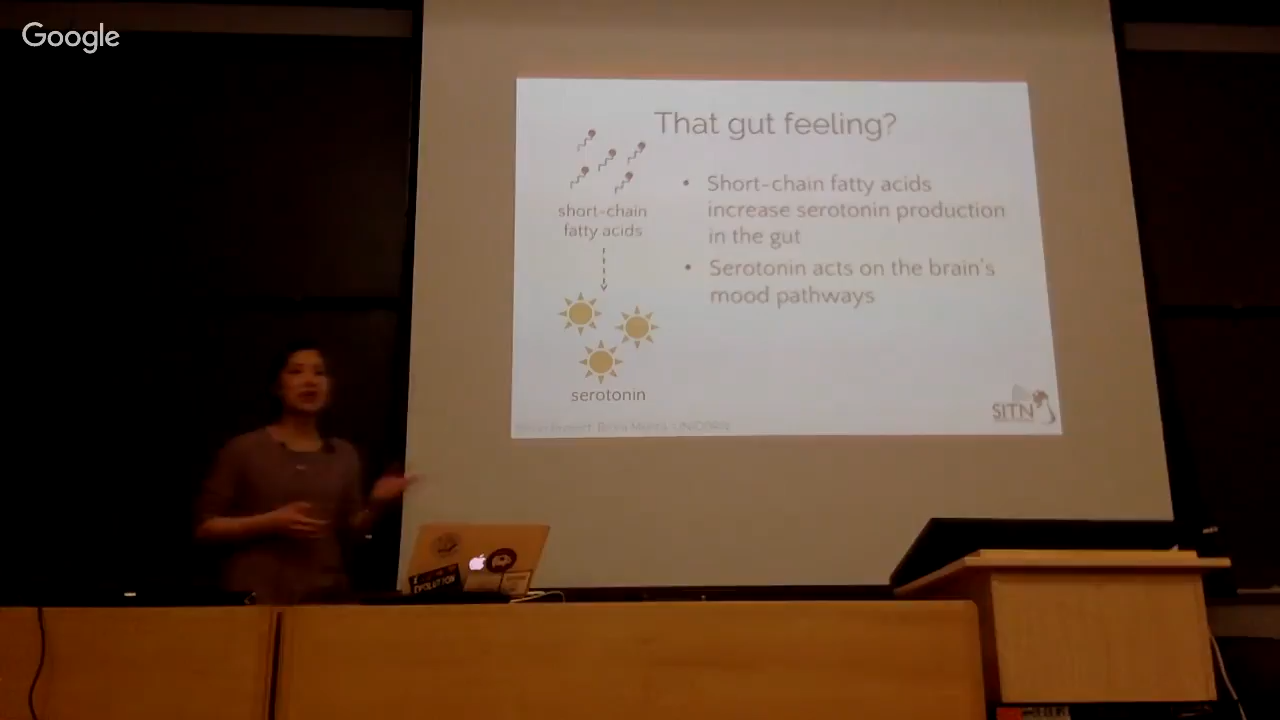 Google
That gut feeling?
short-chain
fatty acids
serotonin
• Short-chain fatty acids
increase serotonin production
in the gut
• Serotonin acts on the brain's
mood pathways
SITN
EVOLUTION